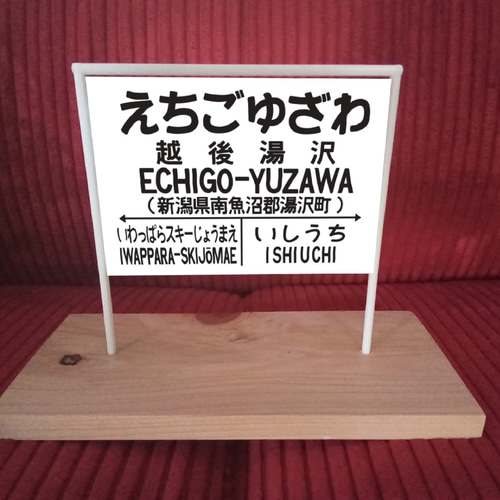 えちごゆざわ
越後湯沢
ECHIGO-YUZAWA
(新潟県南魚沼郡湯沢町)
いわっぱらスキーじょうまえ
IWAPPARA-SKIJōMAE
いしうち
ISHIUCHI